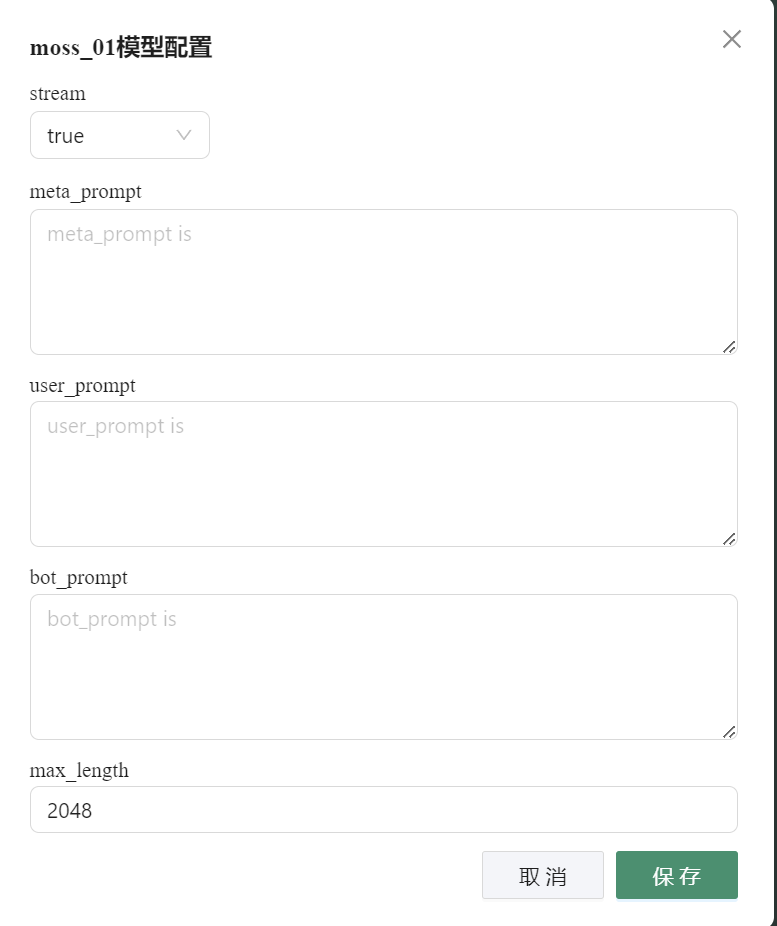 moss_01模型配置
stream
true
meta_prompt
meta_prompt is
user_prompt
user_prompt is
bot_prompt
bot_prompt is
max_length
2048
取消 保存